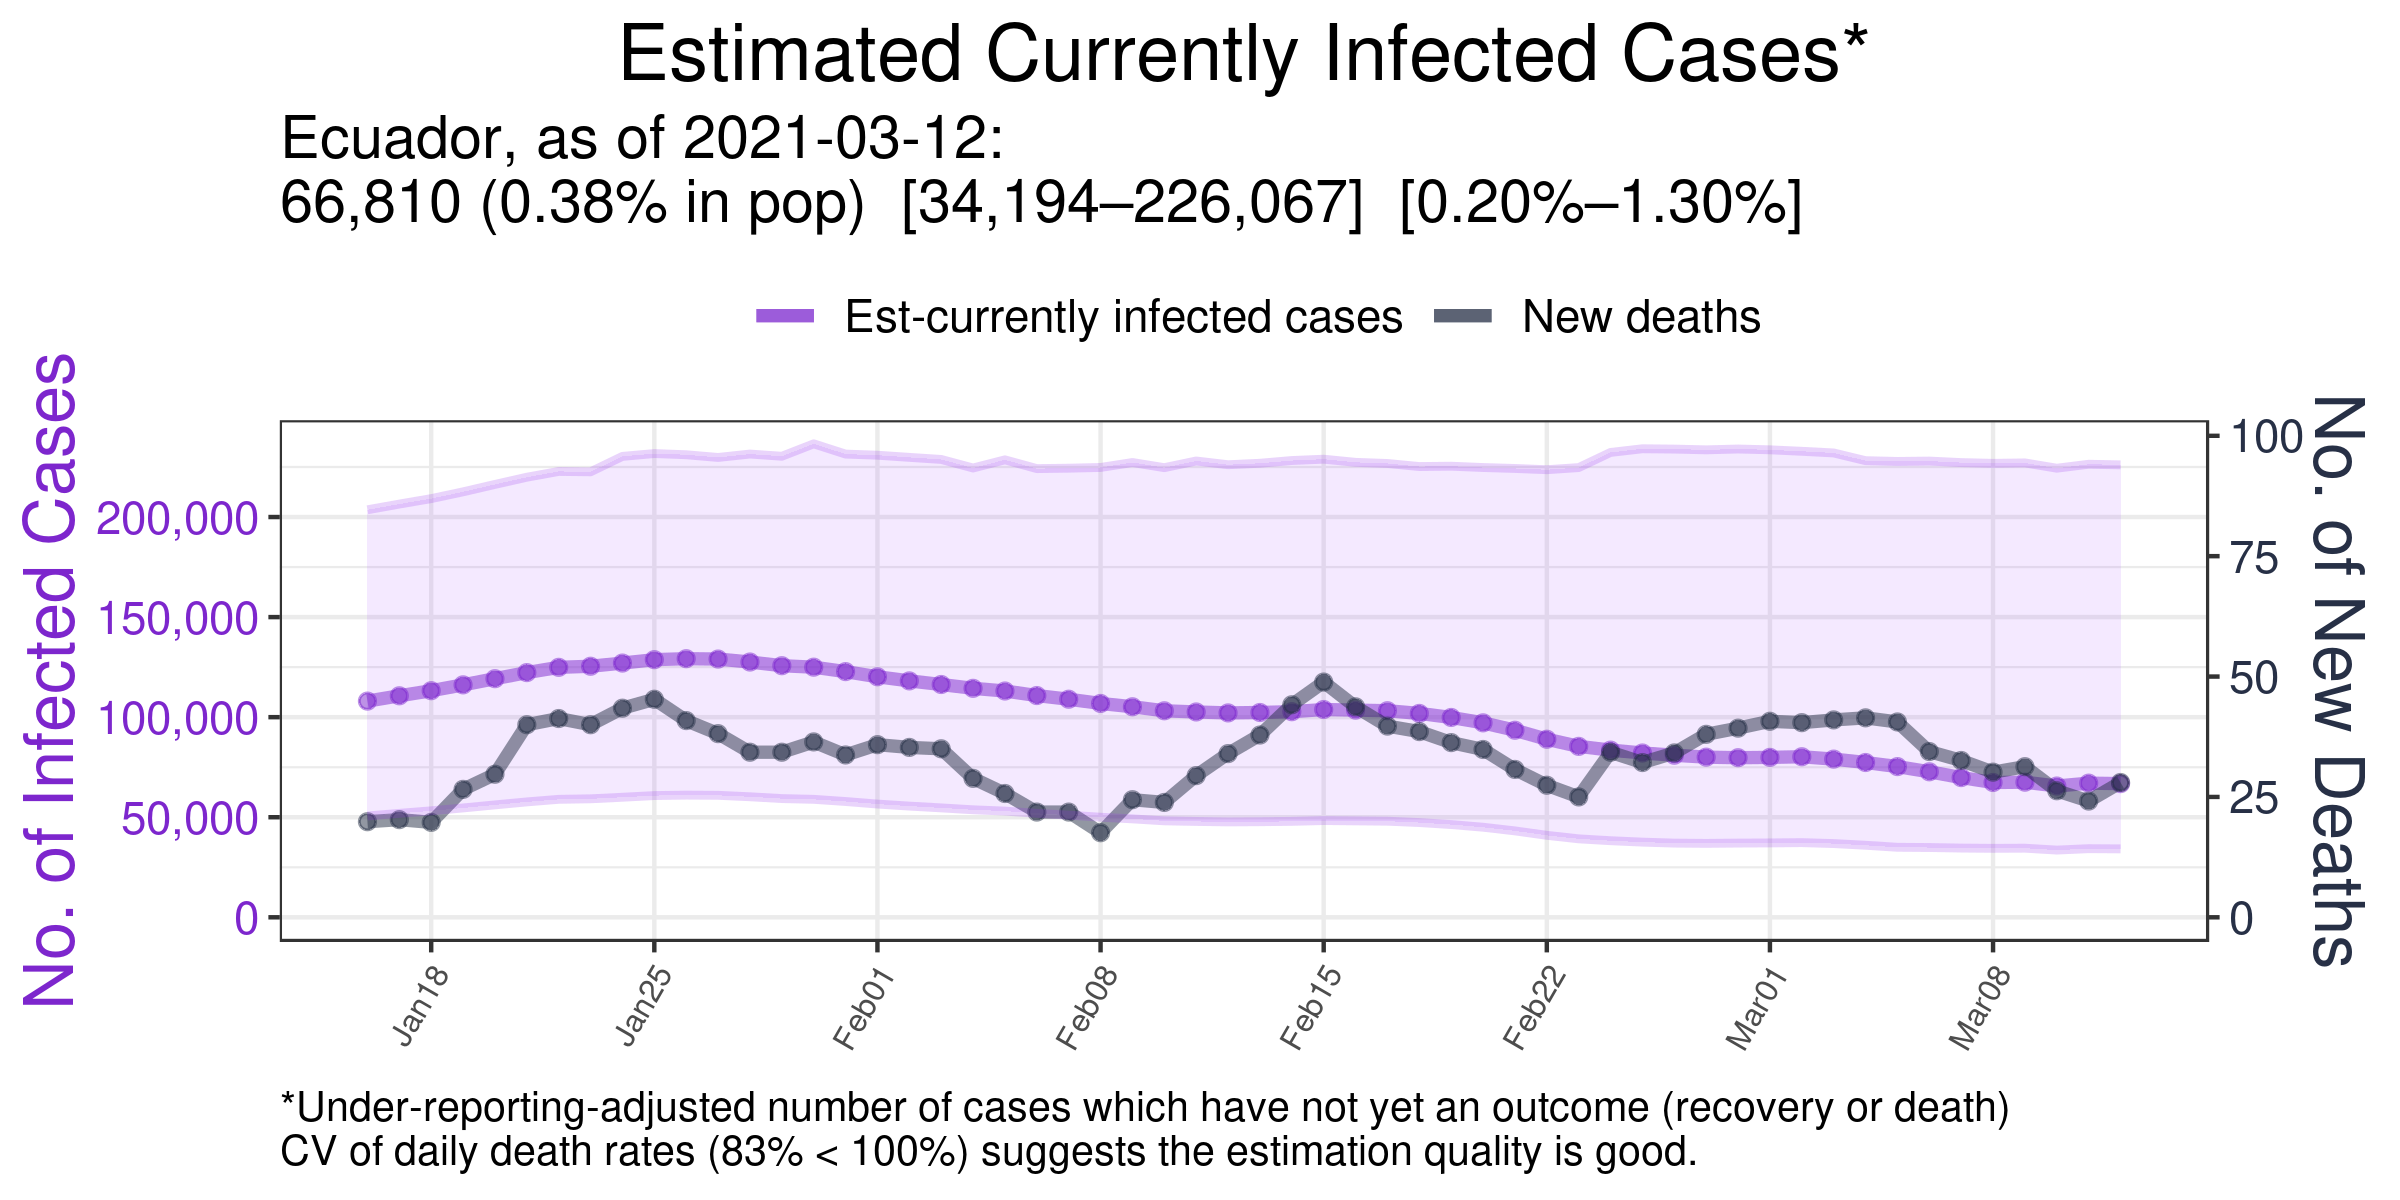 Estimated Currently Infected Cases*
Ecuador, as of 2021-03-12:
66,810 (0.38% in pop) [34,194–226,067] [0.20%–1.30%]
Est-currently infected cases
New deaths
No. of Infected Cases
200,000
150,000
100,000
50,000
0
100
75
50
25
0
No. of New Deaths
Jan18
Jan25
Feb01
Feb08
Feb15
Feb22
Mar01
Mar08
*Under-reporting-adjusted number of cases which have not yet an outcome (recovery or death)
CV of daily death rates (83% < 100%) suggests the estimation quality is good.